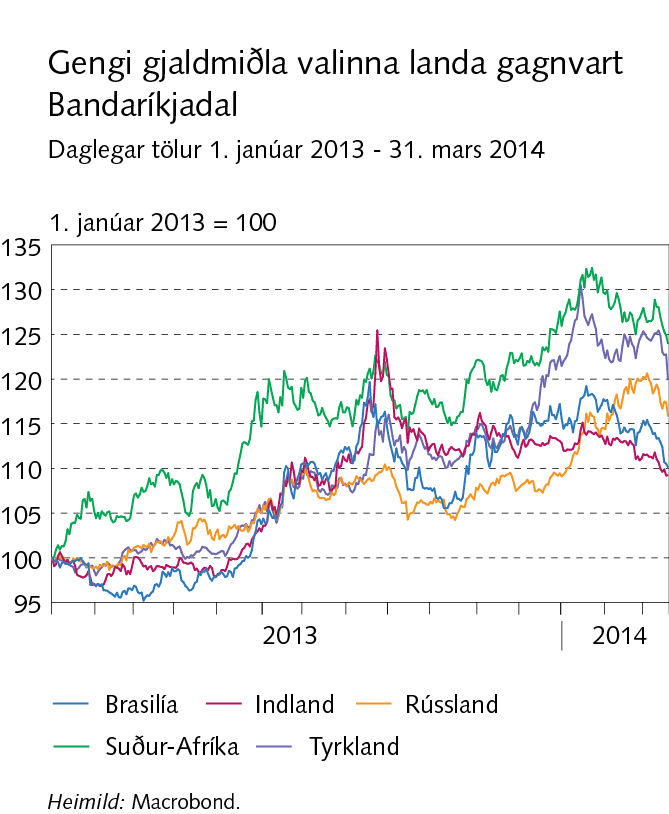 Gengi gjaldmiðla valinna landa gagnvart
Bandaríkjadal
Daglegar tölur 1. janúar 2013 - 31. mars 2014
1. janúar 2013 = 100
135
130
125
120
115
110
105
100
95
2013 2014
Brasilía Indland Rússland
Suður-Afríka Tyrkland
Heimild: Macrobond.